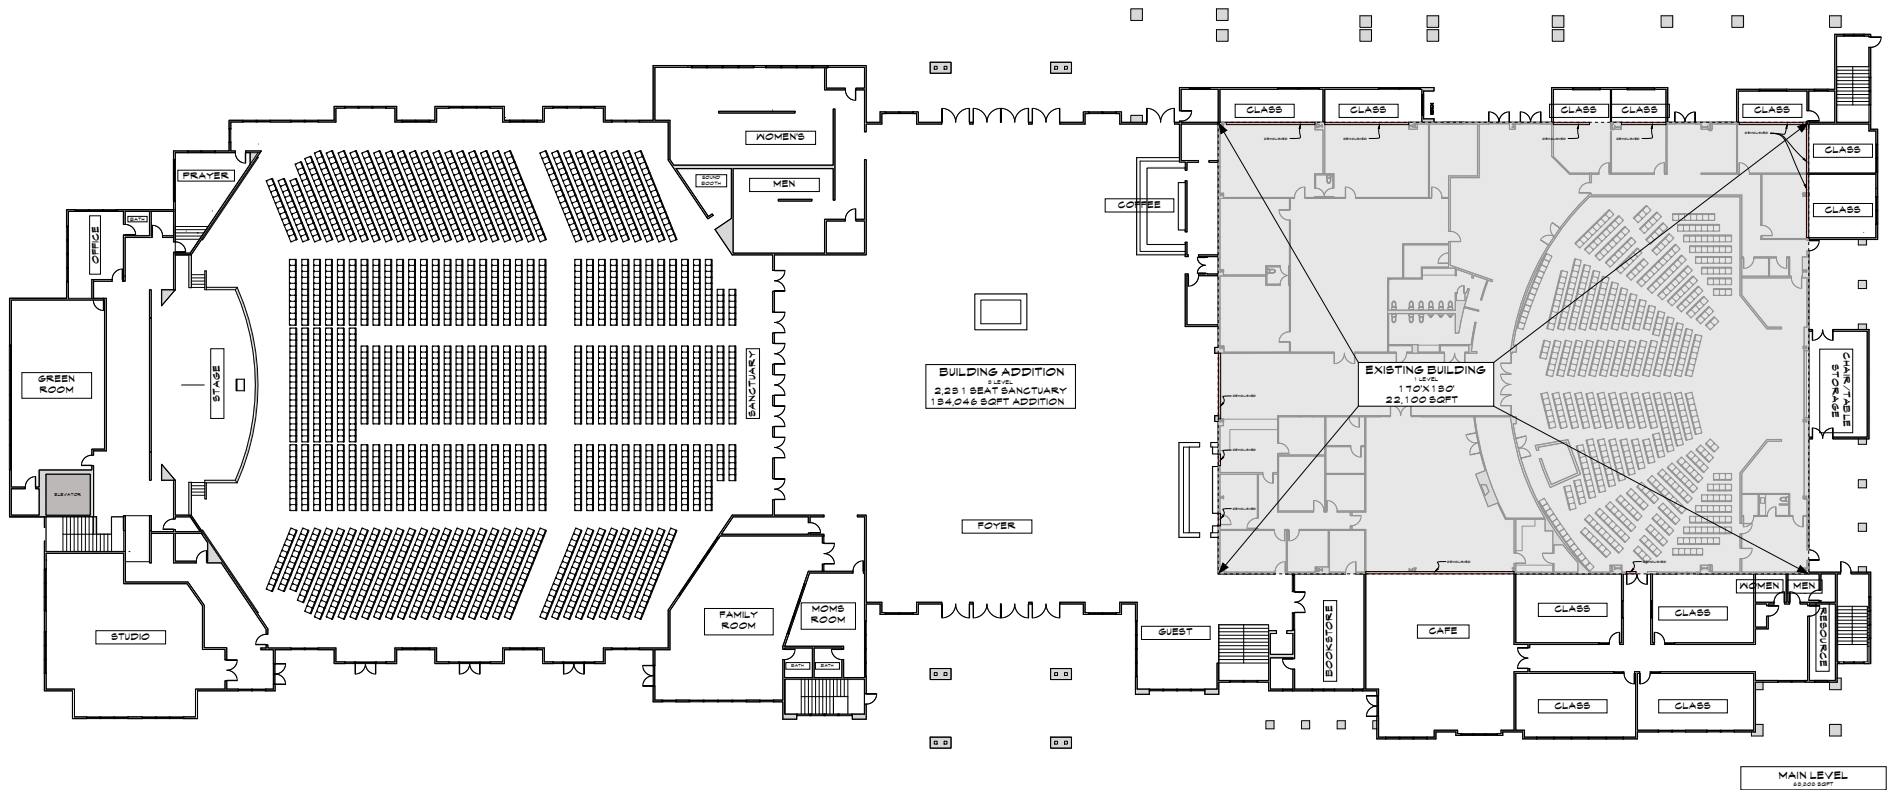 CLASS
CLASS
CLASS
CLASS
CLASS
WOMEN'S
CLASS
PRAYER
SOUND
BOOTH
MEN
COFFEE
CLASS
BATH
OFFICE
BUILDING ADDITION
2,231 SEAT SANCTUARY
134,046 SQFT ADDITION
EXISTING BUILDING
1 LEVEL
170'X130'
22,100 SQFT
GREEN
ROOM
STAGE
SANCTUARY
CHAIR/TABLE
STORAGE
ELEVATOR
FOYER
WOMEN
MEN
STUDIO
FAMILY
ROOM
MOMS
ROOM
GUEST
BOOKSTORE
CAFE
CLASS
CLASS
RESOURCE
BATH
BATH
CLASS
CLASS
MAIN LEVEL